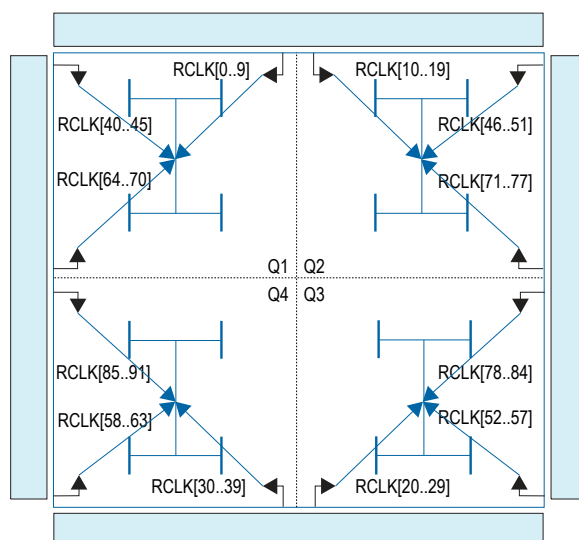 RCLK[0..9]
RCLK[10..19]
RCLK[40..45]
RCLK[46..51]
RCLK[64..70]
RCLK[71..77]
Q1 Q2
Q4 Q3
RCLK[85..91]
RCLK[78..84]
RCLK[58..63]
RCLK[52..57]
RCLK[30..39]
RCLK[20..29]